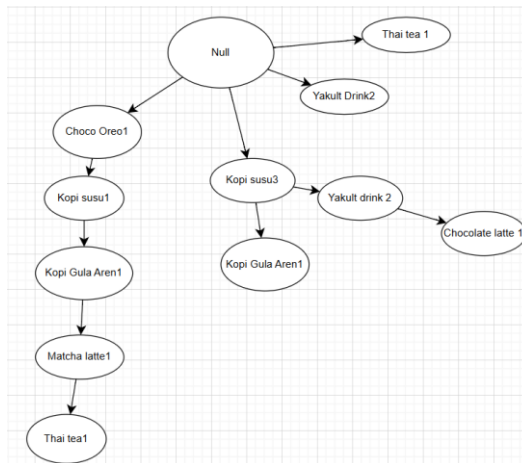 Thai tea 1
Null
Yakult Drink2
Choco Oreo1
Kopi susu3
Kopi susu1
Yakult drink 2
Chocolate latte 1
Kopi Gula Aren1
Kopi Gula Aren1
Matcha latte1
Thai tea1